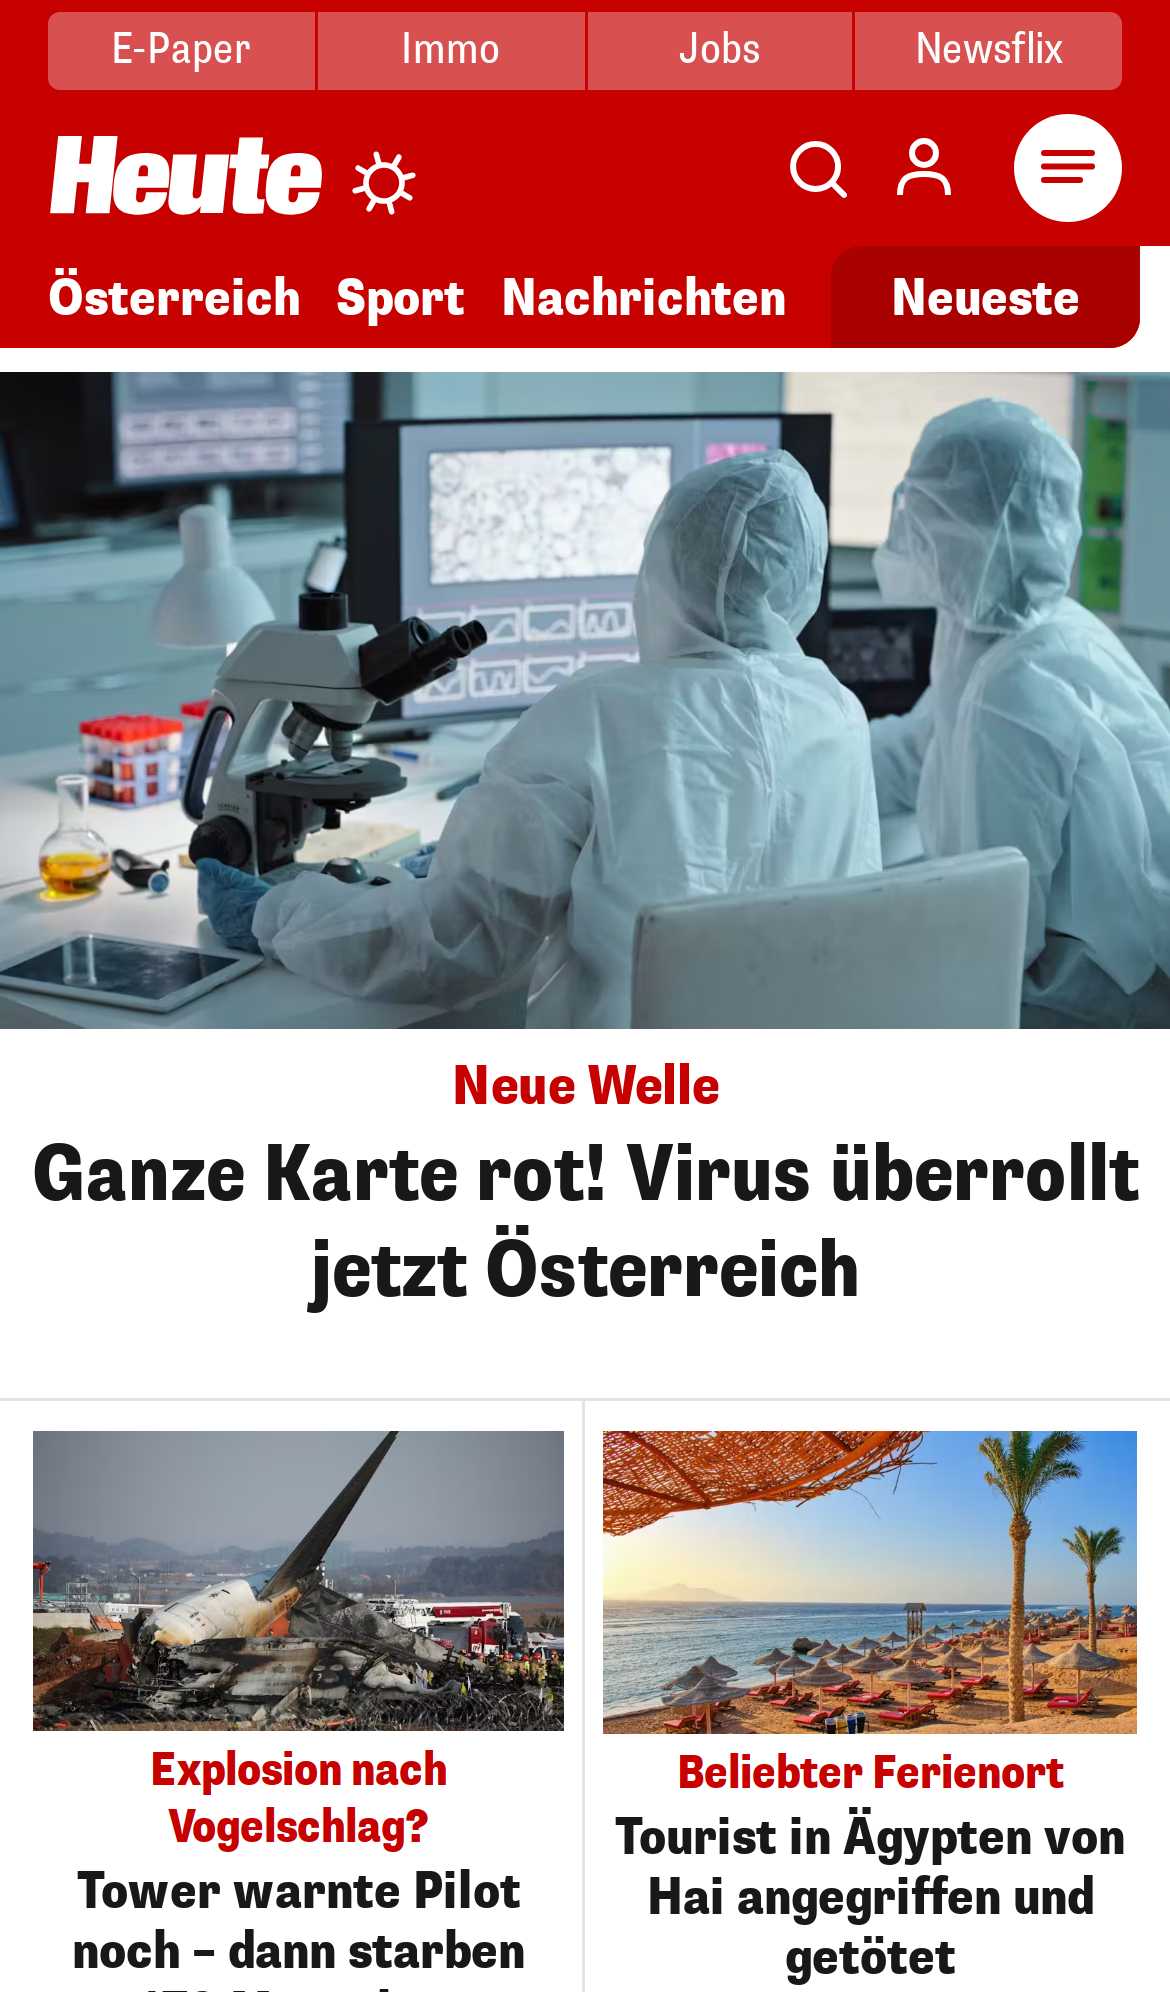 E-Paper
Immo
Jobs
Newsflix
Heute
Österreich
Sport
Nachrichten
Neueste
Neue Welle
Ganze Karte rot! Virus überrollt
jetzt Österreich
Explosion nach
Vogelschlag?
Tower warnte Pilot
noch – dann starben
Beliebter Ferienort
Tourist in Ägypten von
Hai angegriffen und
getötet